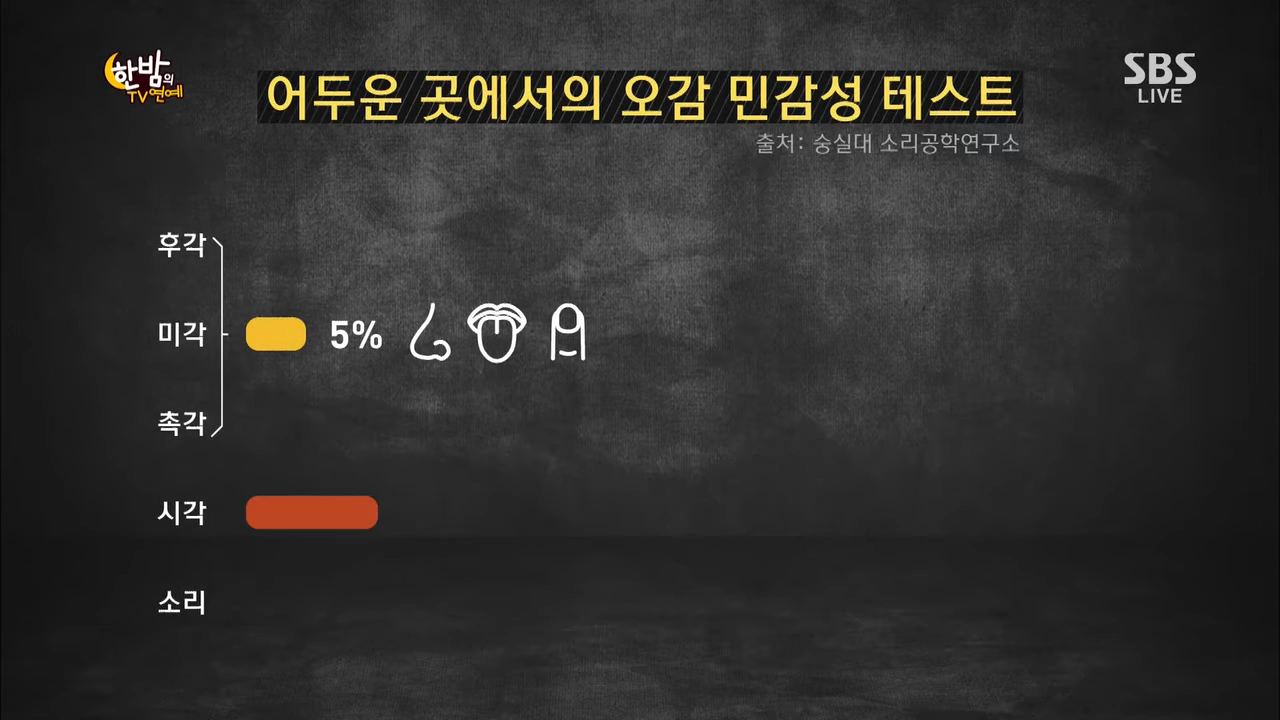 한밤의
TV연예
어두운 곳에서의 오감 민감성 테스트
SBS
LIVE
출처: 숭실대 소리공학연구소
후각
미각
5%
촉각
시각
소리